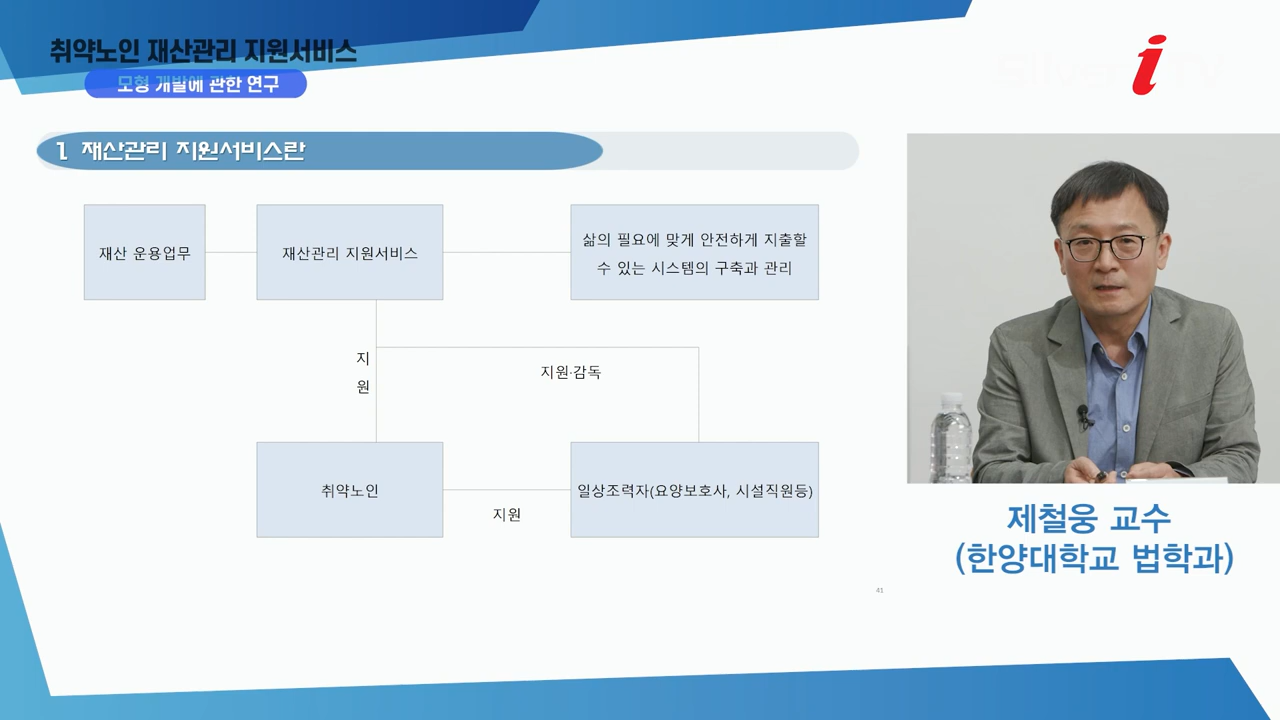 취약노인 재산관리 지원서비스
모형 개발에 관한 연구
Silver i TV
1 재산관리 지원서비스란
재산 운용업무
재산관리 지원서비스
삶의 필요에 맞게 안전하게 지출할
수 있는 시스템의 구축과 관리
지
원
지원·감독
취약노인
지원
일상조력자(요양보호사, 시설직원등)
41
제철웅 교수
(한양대학교 법학과)